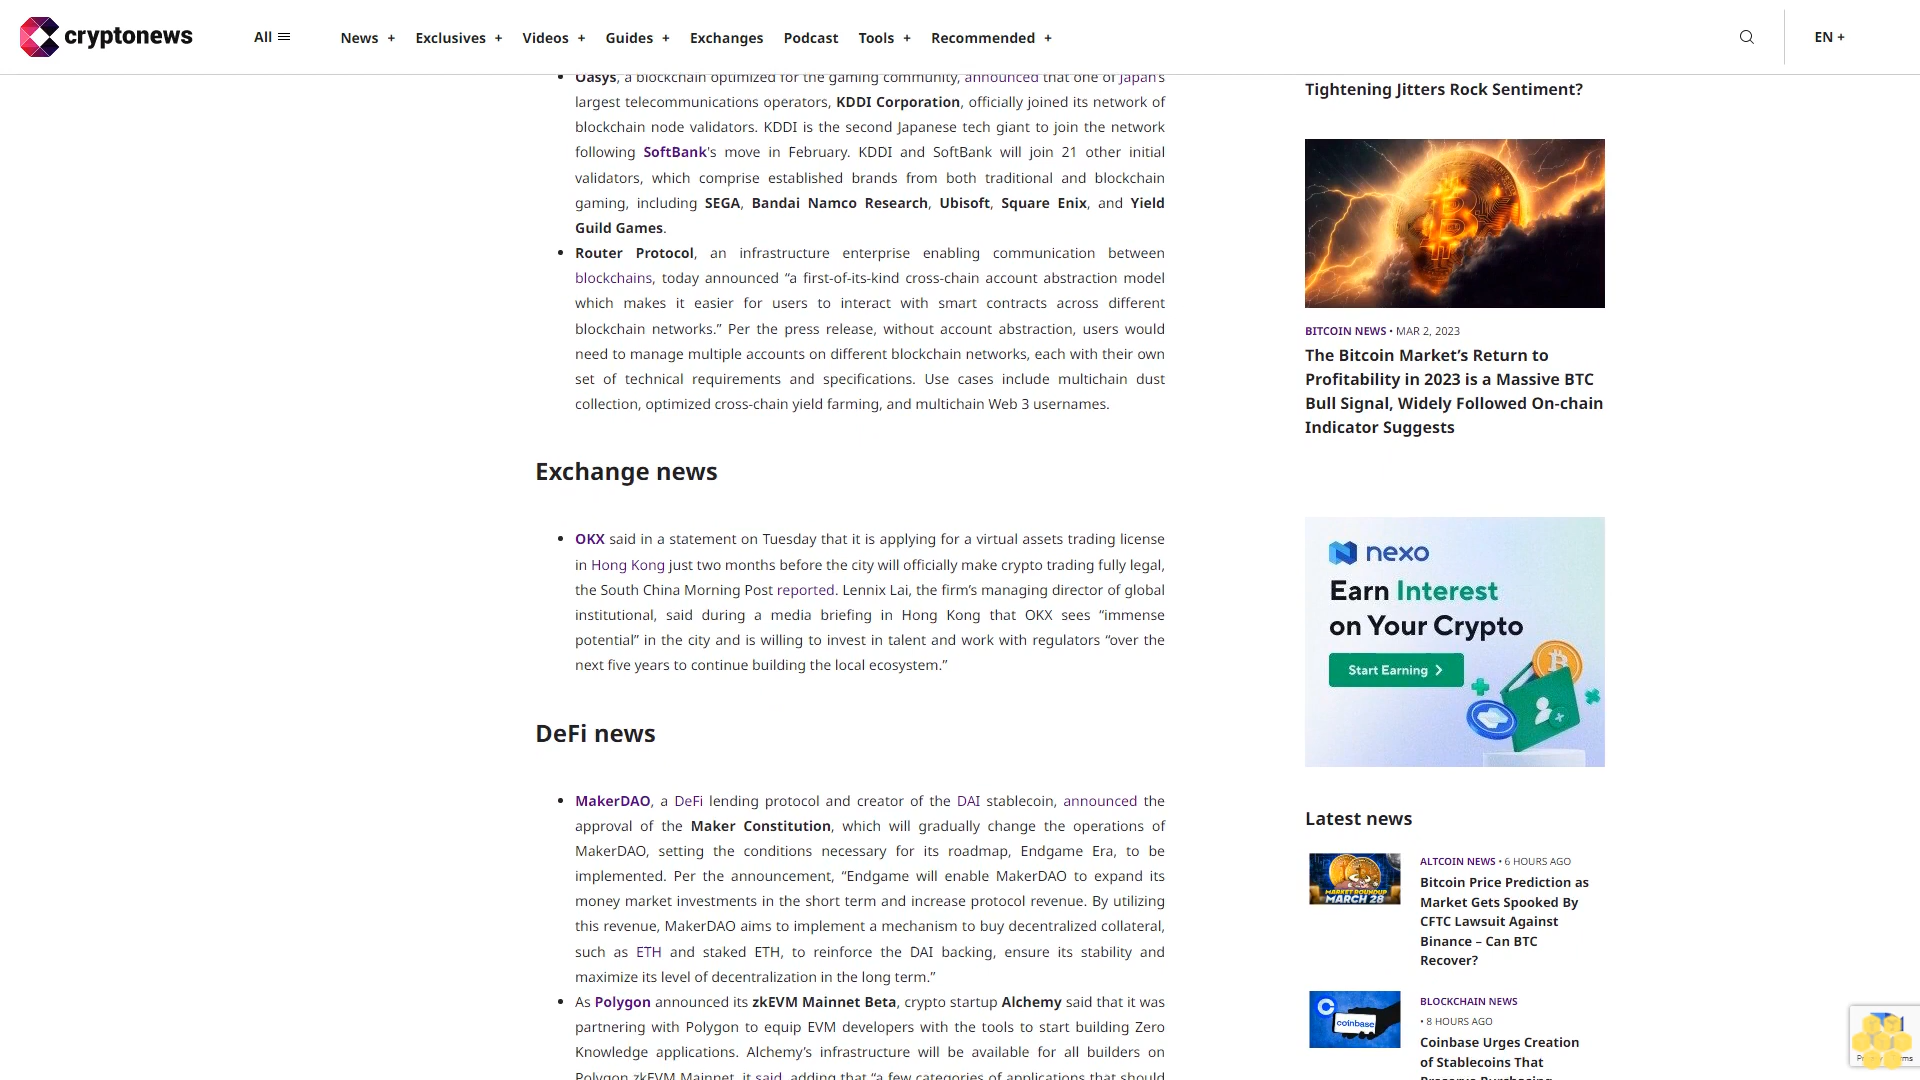 cryptonews
All
News +
Exclusives +
Videos +
Guides +
Exchanges
Podcast
Tools +
Recommended +
EN +
Oasys, a blockchain optimized for the gaming community, announced that one of Japan's
largest telecommunications operators, KDDI Corporation, officially joined its network of
blockchain node validators. KDDI is the second Japanese tech giant to join the network
following SoftBank's move in February. KDDI and SoftBank will join 21 other initial
validators, which comprise established brands from both traditional and blockchain
gaming, including SEGA, Bandai Namco Research, Ubisoft, Square Enix, and Yield
Guild Games.
Router Protocol, an infrastructure enterprise enabling communication between
blockchains, today announced “a first-of-its-kind cross-chain account abstraction model
which makes it easier for users to interact with smart contracts across different
blockchain networks.” Per the press release, without account abstraction, users would
need to manage multiple accounts on different blockchain networks, each with their own
set of technical requirements and specifications. Use cases include multichain dust
collection, optimized cross-chain yield farming, and multichain Web 3 usernames.
Exchange news
OKX said in a statement on Tuesday that it is applying for a virtual assets trading license
in Hong Kong just two months before the city will officially make crypto trading fully legal,
the South China Morning Post reported. Lennix Lai, the firm’s managing director of global
institutional, said during a media briefing in Hong Kong that OKX sees “immense
potential” in the city and is willing to invest in talent and work with regulators “over the
next five years to continue building the local ecosystem.”
DeFi news
MakerDAO, a DeFi lending protocol and creator of the DAI stablecoin, announced the
approval of the Maker Constitution, which will gradually change the operations of
MakerDAO, setting the conditions necessary for its roadmap, Endgame Era, to be
implemented. Per the announcement, “Endgame will enable MakerDAO to expand its
money market investments in the short term and increase protocol revenue. By utilizing
this revenue, MakerDAO aims to implement a mechanism to buy decentralized collateral,
such as ETH and staked ETH, to reinforce the DAI backing, ensure its stability and
maximize its level of decentralization in the long term.”
As Polygon announced its zkEVM Mainnet Beta, crypto startup Alchemy said that it was
partnering with Polygon to equip EVM developers with the tools to start building Zero
Knowledge applications. Alchemy’s infrastructure will be available for all builders on
Polygon zkEVM Mainnet, it said, adding that “a few categories of applications that should
Tightening Jitters Rock Sentiment?
BITCOIN NEWS • MAR 2, 2023
The Bitcoin Market’s Return to
Profitability in 2023 is a Massive BTC
Bull Signal, Widely Followed On-chain
Indicator Suggests
nexo
Earn Interest
on Your Crypto
Start Earning
Latest news
MARKET ROUNDUP
MARCH 28
ALTCOIN NEWS • 6 HOURS AGO
Bitcoin Price Prediction as
Market Gets Spooked By
CFTC Lawsuit Against
Binance – Can BTC
Recover?
coinbase
BLOCKCHAIN NEWS
• 8 HOURS AGO
Coinbase Urges Creation
of Stablecoins That
Preserve Purchasing